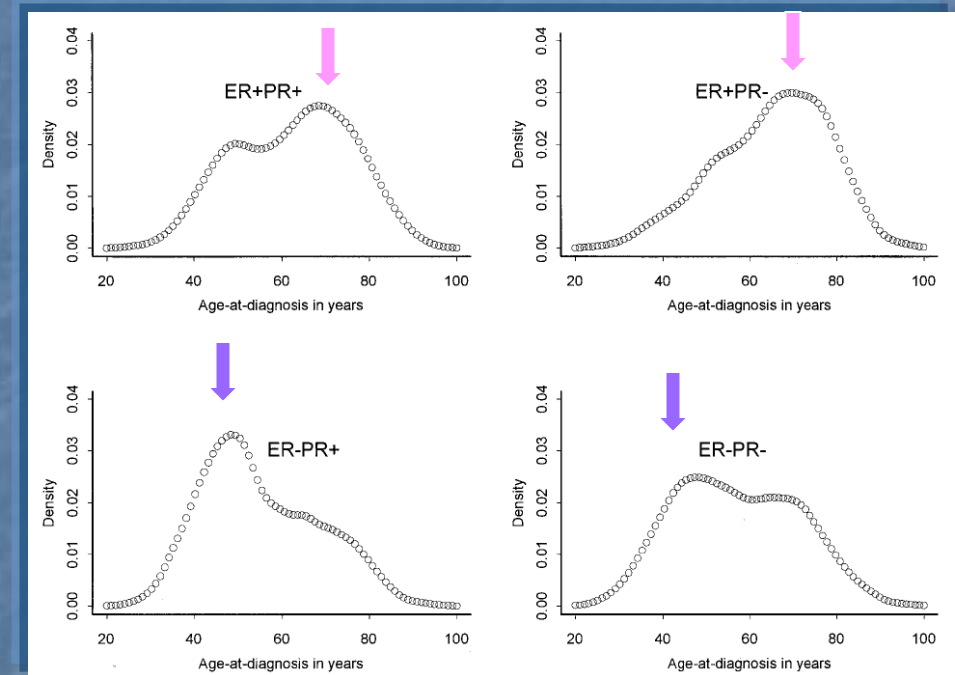 ER+PR+
Density
0.00 0.01 0.02 0.03 0.04
20 40 60 80 100
Age-at-diagnosis in years
ER+PR-
Density
0.00 0.01 0.02 0.03 0.04
20 40 60 80 100
Age-at-diagnosis in years
ER-PR+
Density
0.00 0.01 0.02 0.03 0.04
20 40 60 80 100
Age-at-diagnosis in years
ER-PR-
Density
0.00 0.01 0.02 0.03 0.04
20 40 60 80 100
Age-at-diagnosis in years